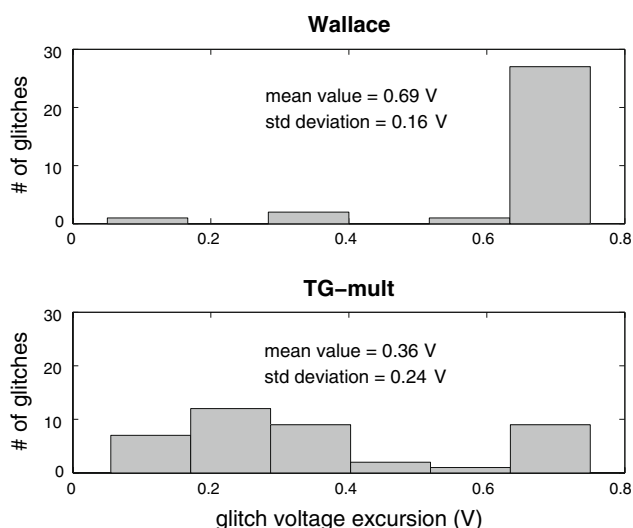 Wallace
30
20
10
0
# of glitches
mean value = 0.69 V
std deviation = 0.16 V
0
0.2
0.4
0.6
0.8
TG−mult
30
20
10
0
# of glitches
mean value = 0.36 V
std deviation = 0.24 V
0
0.2
0.4
0.6
0.8
glitch voltage excursion (V)